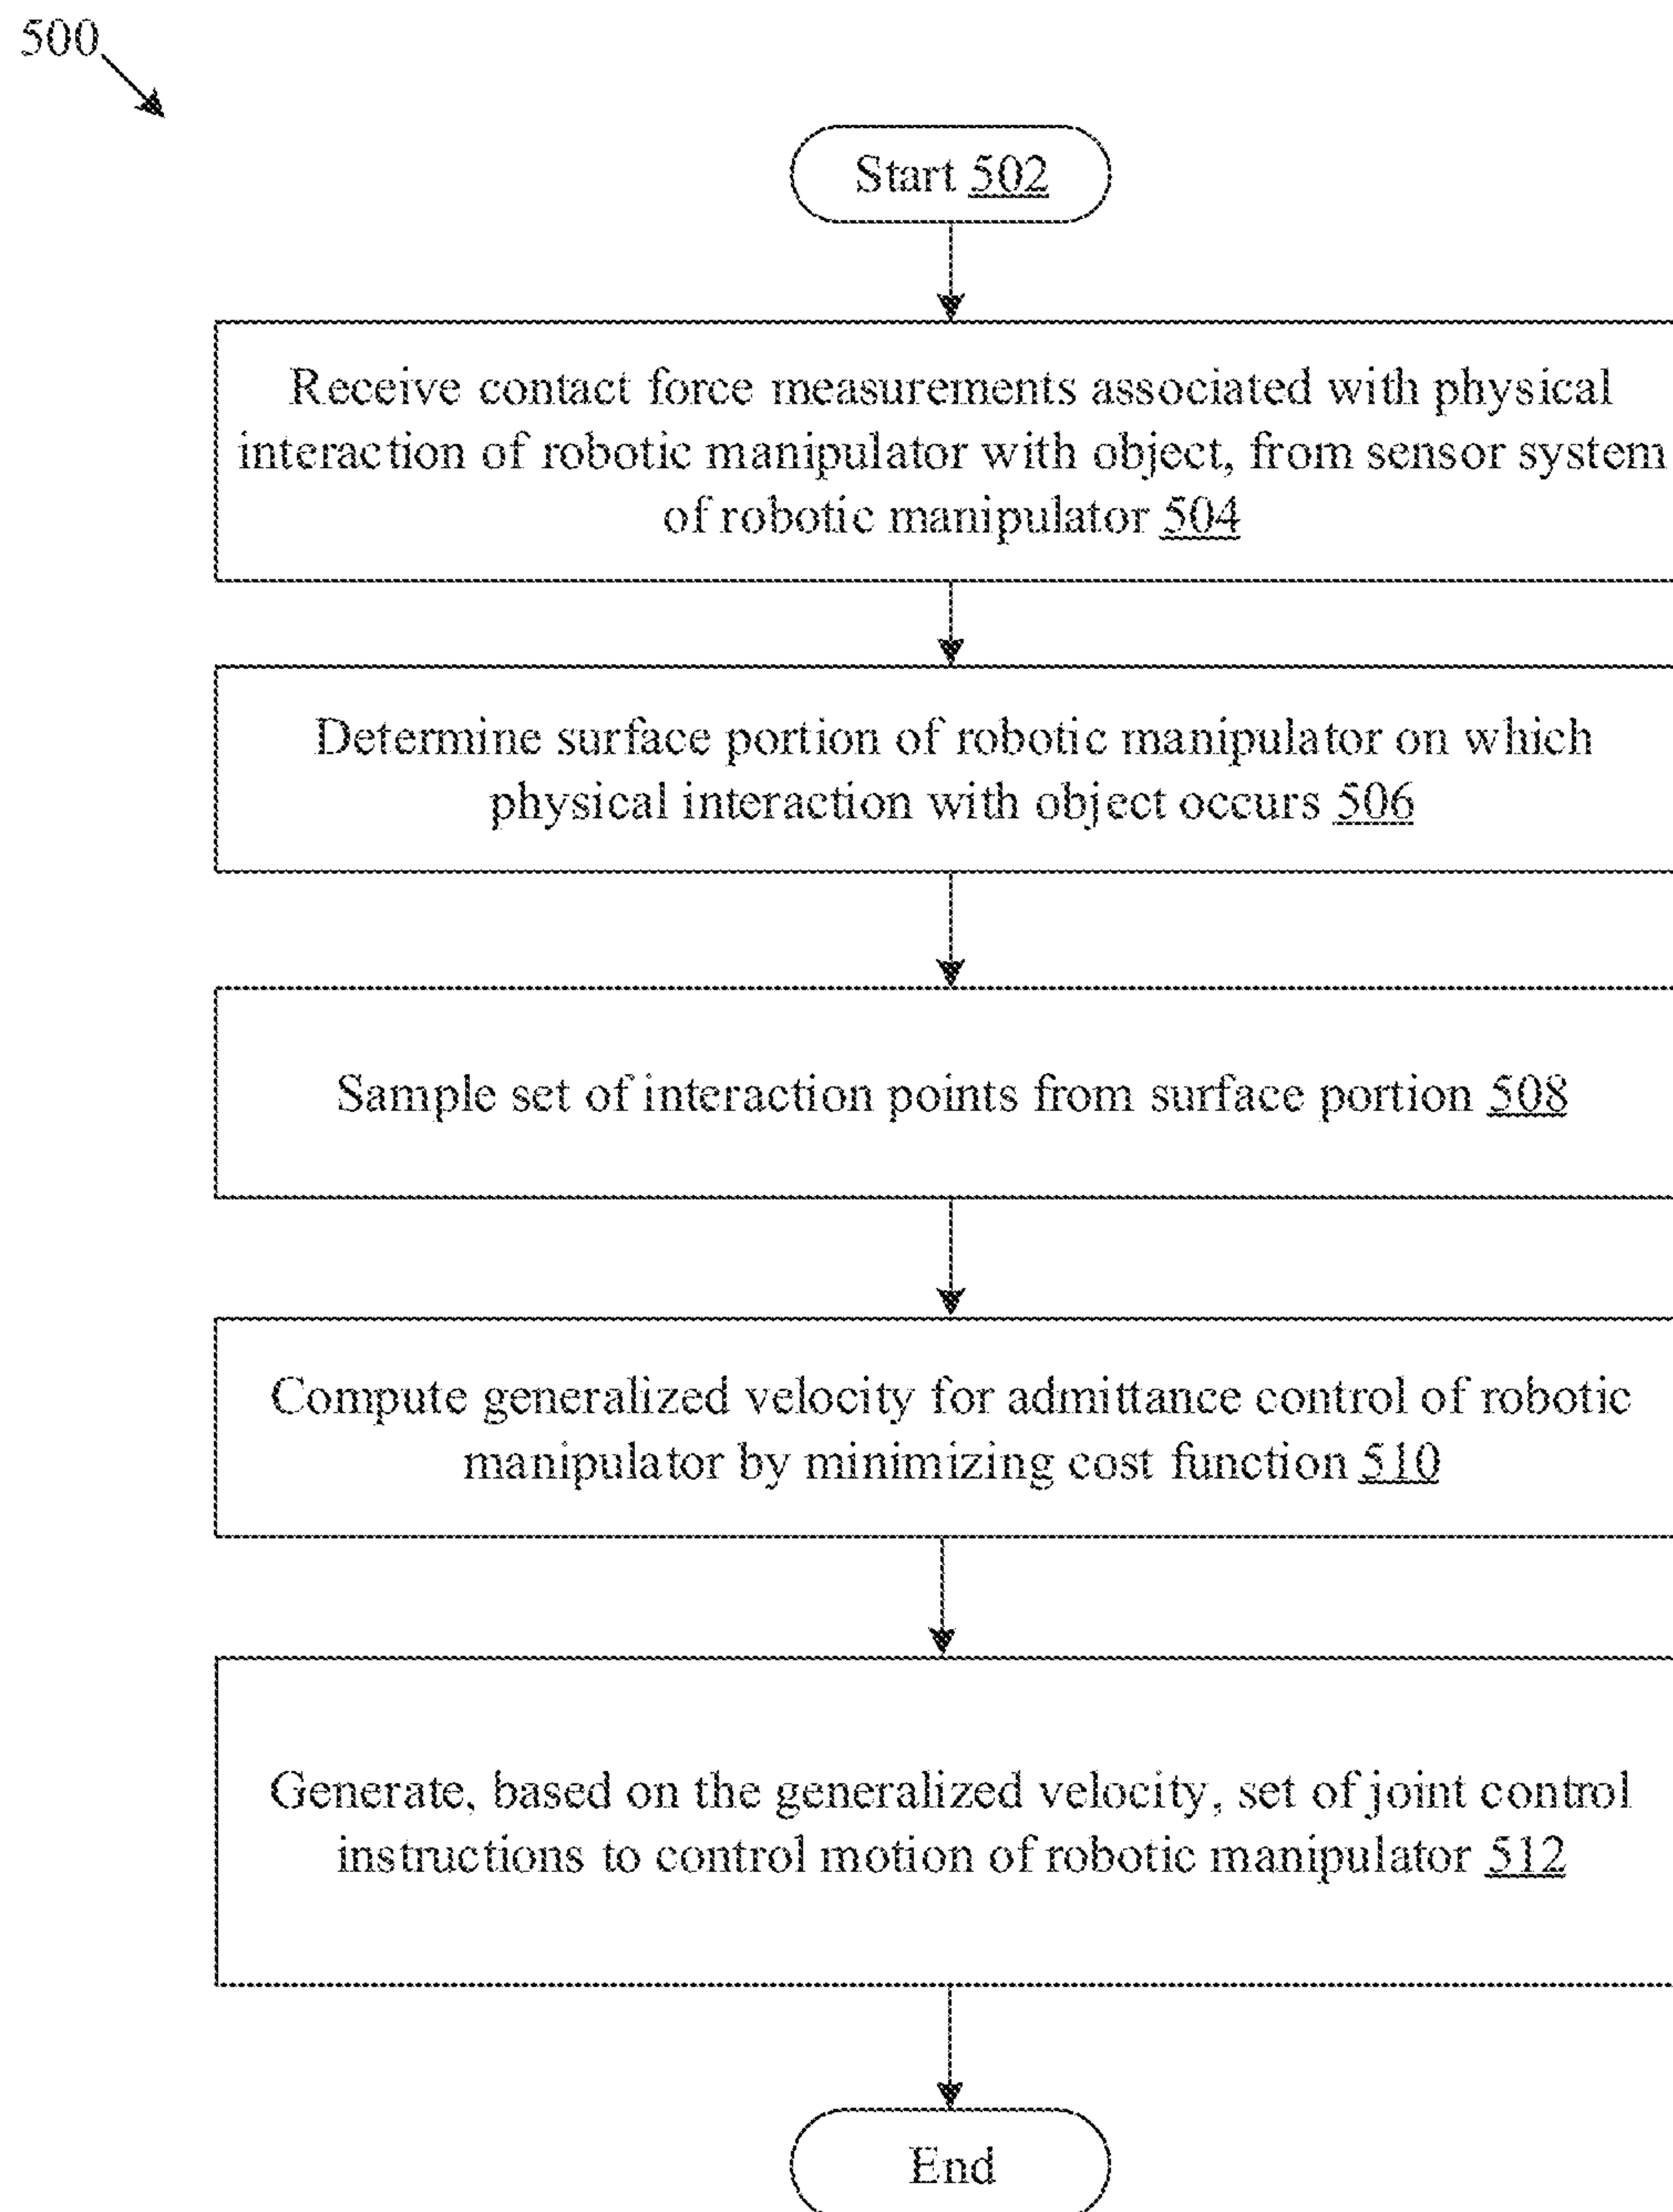 500
Start 502
Receive contact force measurements associated with physical
interaction of robotic manipulator with object, from sensor system
of robotic manipulator 504
Determine surface portion of robotic manipulator on which
physical interaction with object occurs 506
Sample set of interaction points from surface portion 508
Compute generalized velocity for admittance control of robotic
manipulator by minimizing cost function 510
Generate, based on the generalized velocity, set of joint control
instructions to control motion of robotic manipulator 512
End